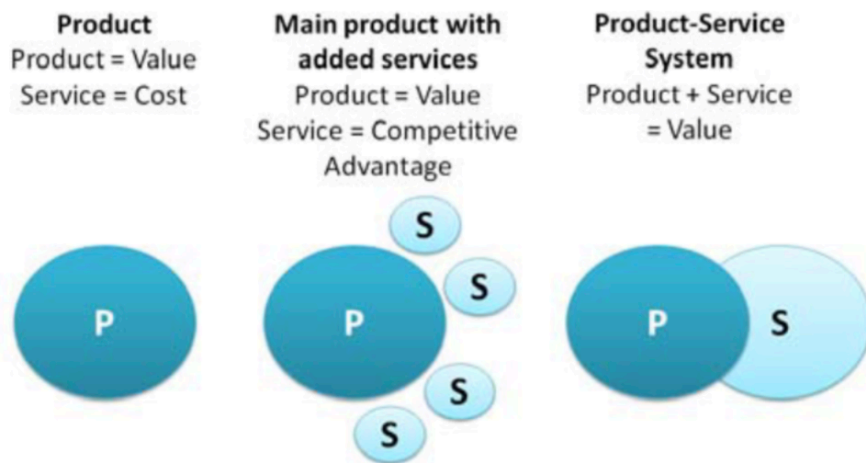 Product
Product = Value
Service = Cost
Main product with
added services
Product = Value
Service = Competitive
Advantage
Product-Service
System
Product + Service
= Value
P
P
S
S
S
S
P
S